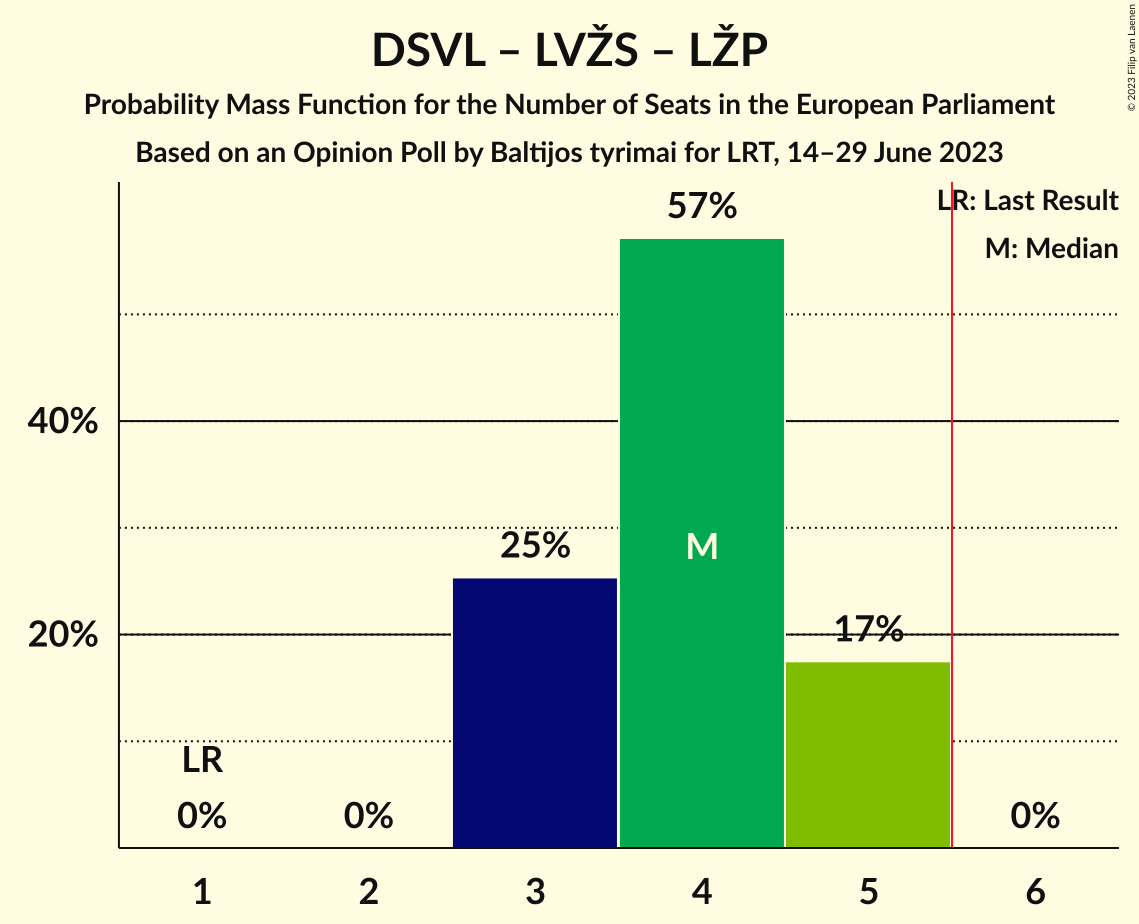 DSVL – LVŽS – LŽP
Probability Mass Function for the Number of Seats in the European Parliament
Based on an Opinion Poll by Baltijos tyrimai for LRT, 14–29 June 2023
© 2023 Filip van Laenen
LR: Last Result
M: Median
57%
40%
25%
M
20%
17%
LR
0%
0%
0%
1
2
3
4
5
6